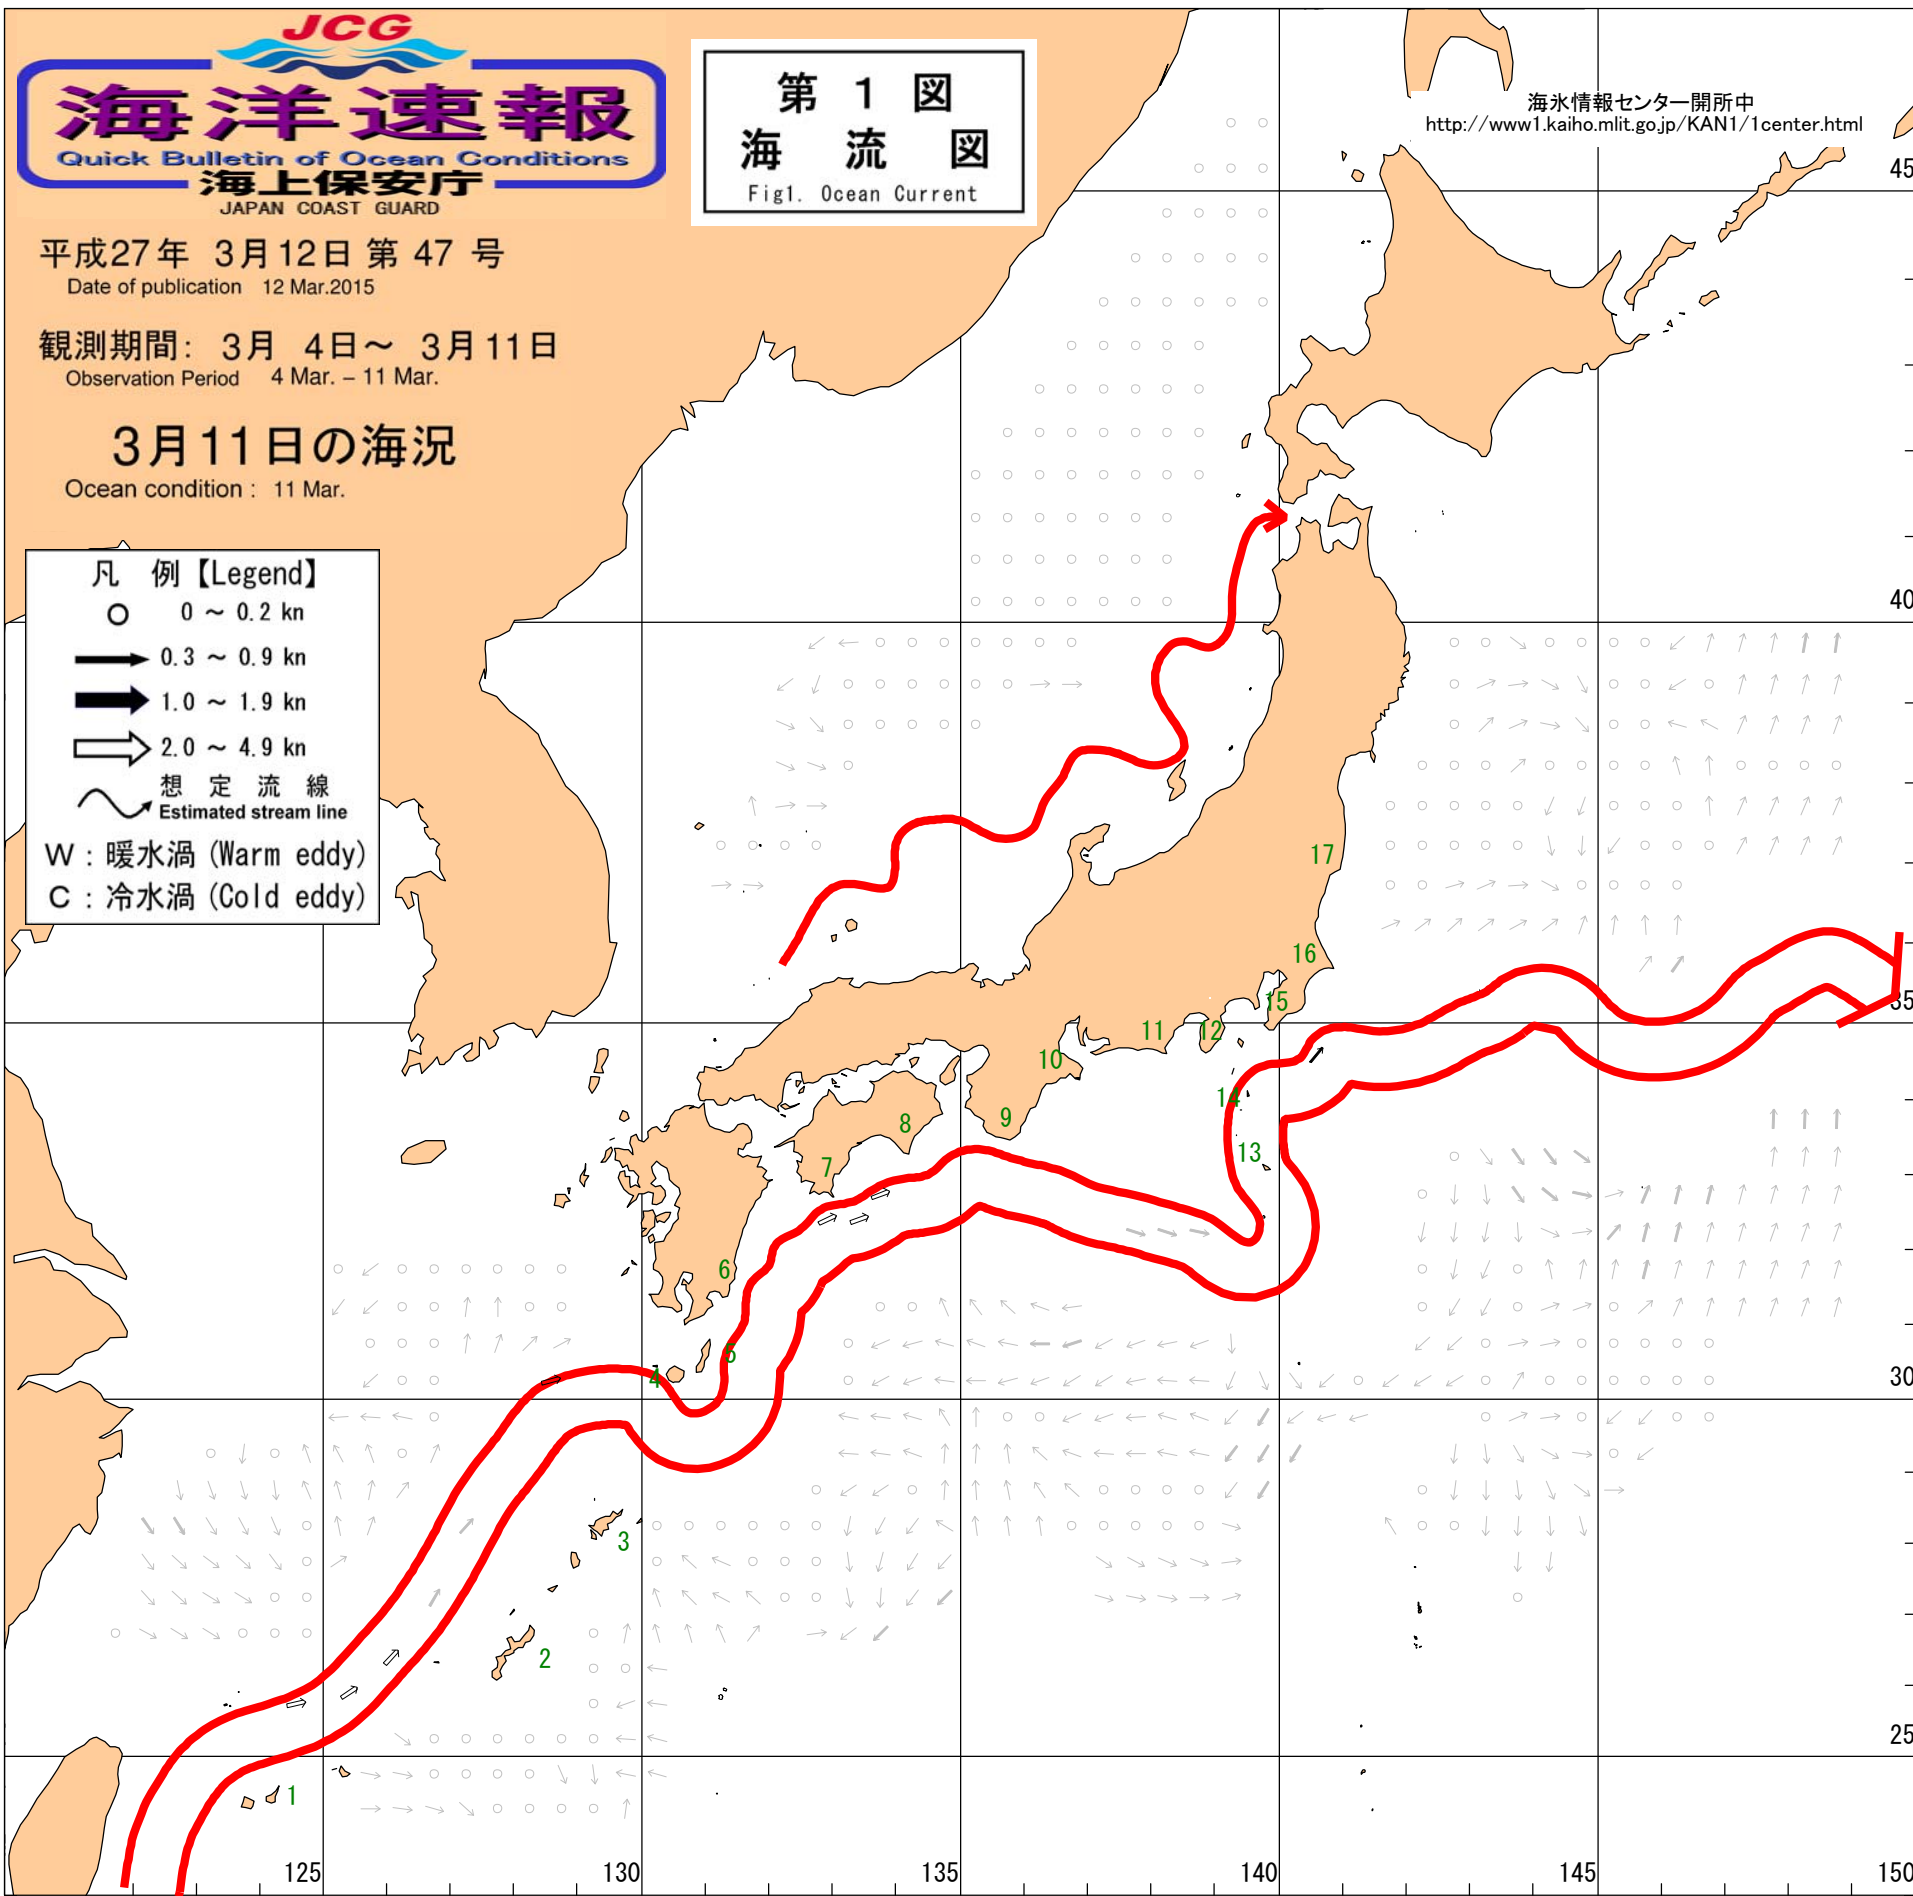 JCG
海洋速報
Quick Bulletin of Ocean Conditions
海上保安庁
JAPAN COAST GUARD
平成27年 3月12日 第 47 号
Date of publication 12 Mar.2015
観測期間: 3月 4日～ 3月11日
Observation Period 4 Mar. – 11 Mar.
3月11日の海況
Ocean condition : 11 Mar.
第 1 図
海 流 図
Fig1. Ocean Current
海氷情報センター開所中
http://www1.kaiho.mlit.go.jp/KAN1/1center.html
凡 例【Legend】
0 ～ 0.2 kn
0.3 ～ 0.9 kn
1.0 ～ 1.9 kn
2.0 ～ 4.9 kn
想 定 流 線
Estimated stream line
W : 暖水渦 (Warm eddy)
C : 冷水渦 (Cold eddy)
45
40
35
30
25
17
16
15
12
11
10
14
9
8
13
7
6
5
4
3
2
1
125
130
135
140
145
150